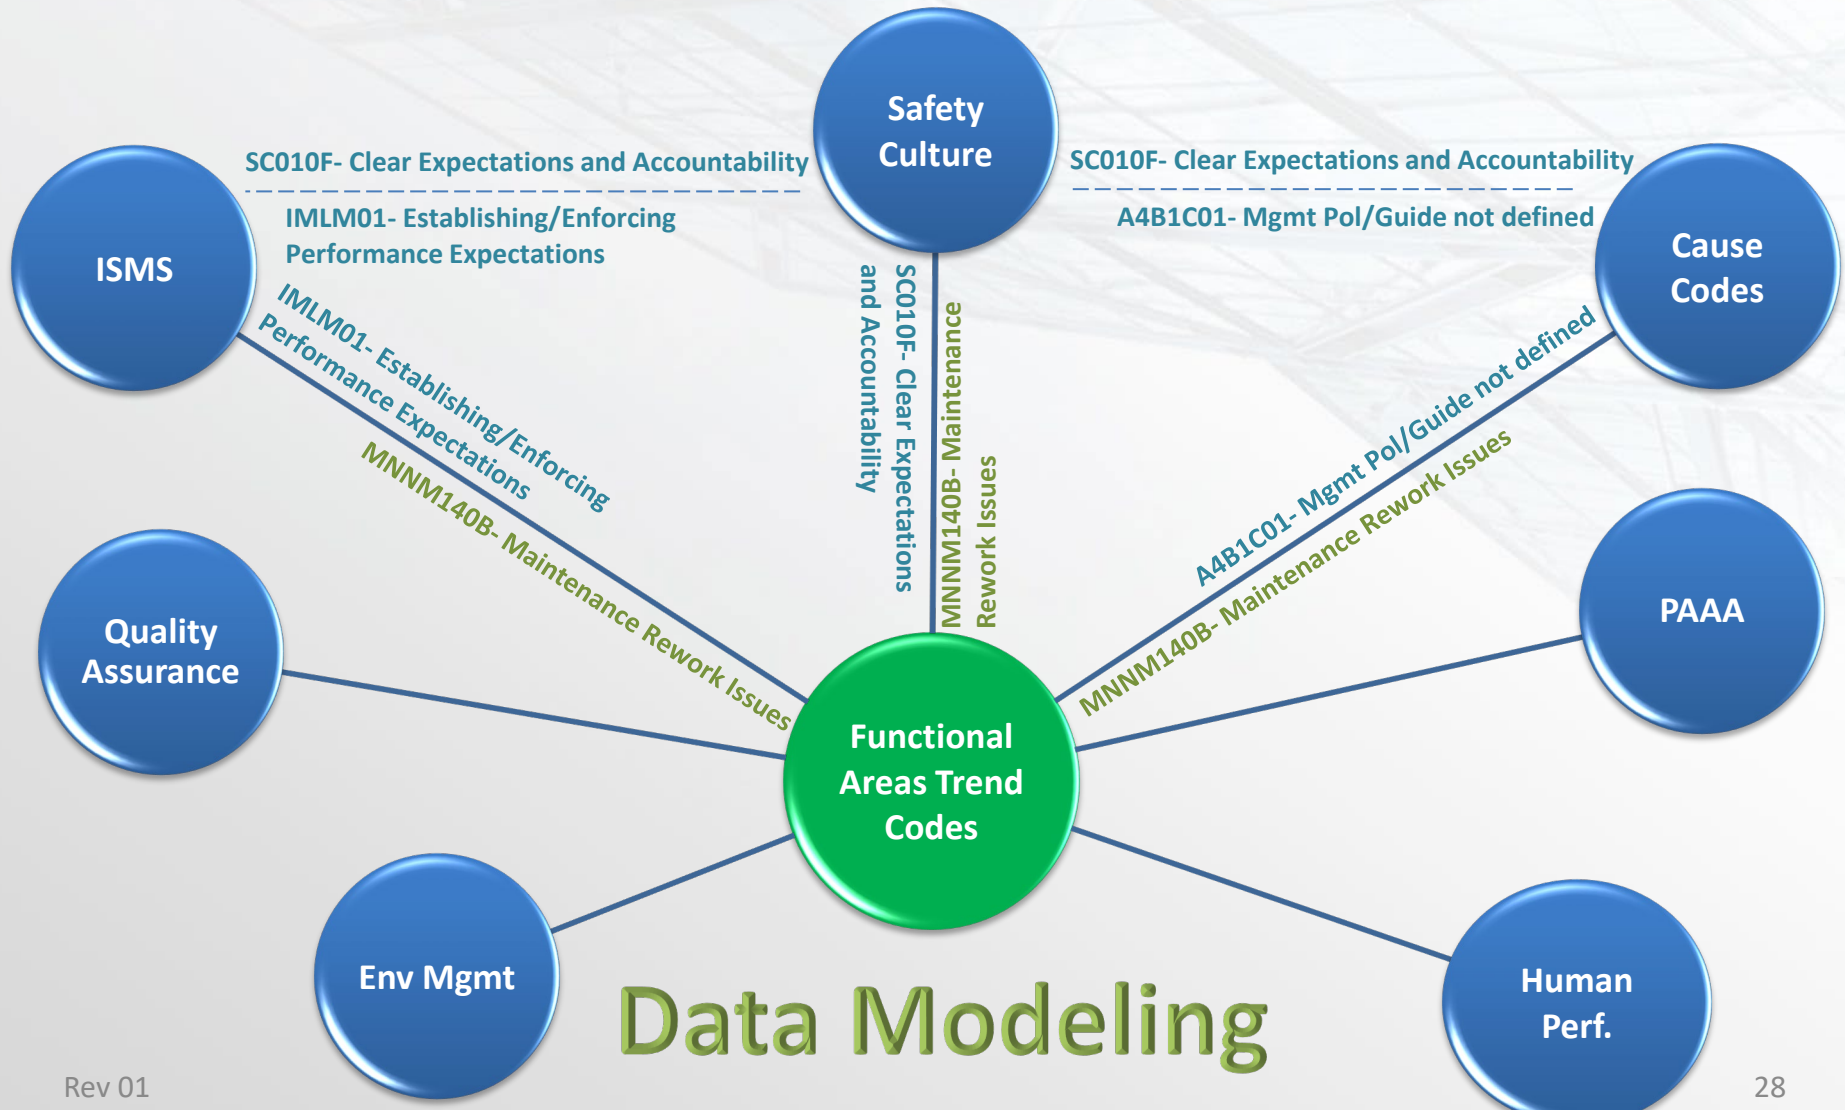 Safety
Culture
SC010F- Clear Expectations and Accountability
IMLM01- Establishing/Enforcing
Performance Expectations
SC010F- Clear Expectations and Accountability
A4B1C01- Mgmt Pol/Guide not defined
ISMS
Cause
Codes
IMLM01- Establishing/Enforcing
Performance Expectations
MNNM140B- Maintenance Rework Issues
SC010F- Clear Expectations
and Accountability
MNNM140B- Maintenance
Rework Issues
A4B1C01- Mgmt Pol/Guide not defined
MNNM140B- Maintenance Rework Issues
Quality
Assurance
PAAA
Functional
Areas Trend
Codes
Env Mgmt
Human
Perf.
Data Modeling
Rev 01
28